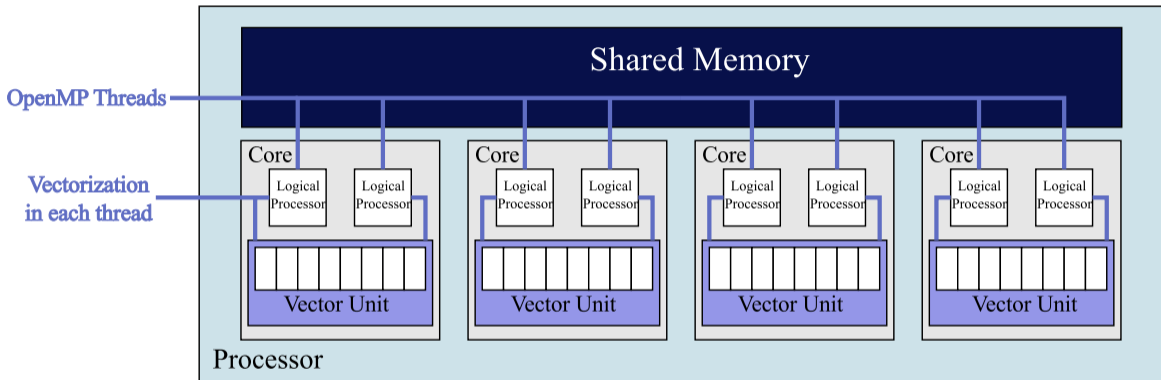 Shared Memory
OpenMP Threads
Core
Core
Core
Core
Vectorization
in each thread
Logical
Processor
Logical
Processor
Logical
Processor
Logical
Processor
Logical
Processor
Logical
Processor
Logical
Processor
Logical
Processor
Vector Unit
Vector Unit
Vector Unit
Vector Unit
Processor